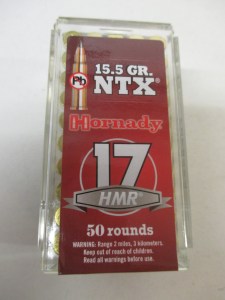 15.5 GR.
Pb
NTX®
Hornady®
17
HMR®
50 rounds
WARNING: Range 2 miles, 3 kilometers.
Keep out of reach of children.
Read all warnings before use.